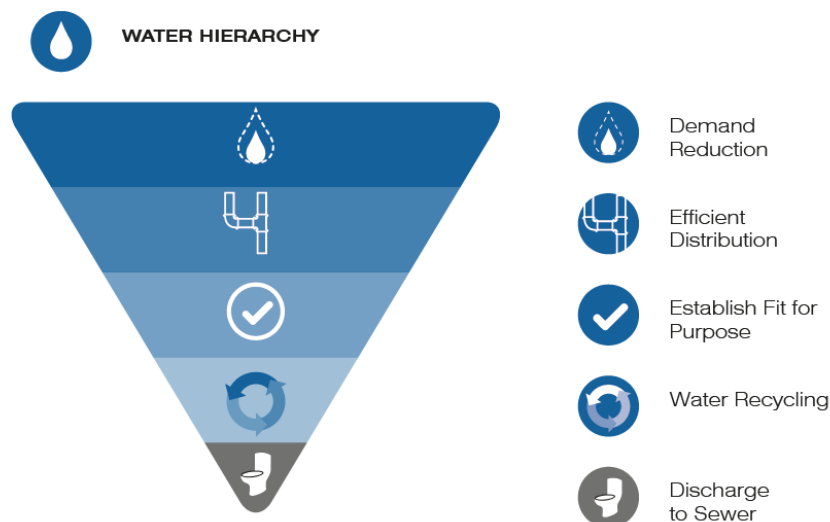 WATER HIERARCHY
Demand
Reduction
Efficient
Distribution
Establish Fit for
Purpose
Water Recycling
Discharge
to Sewer